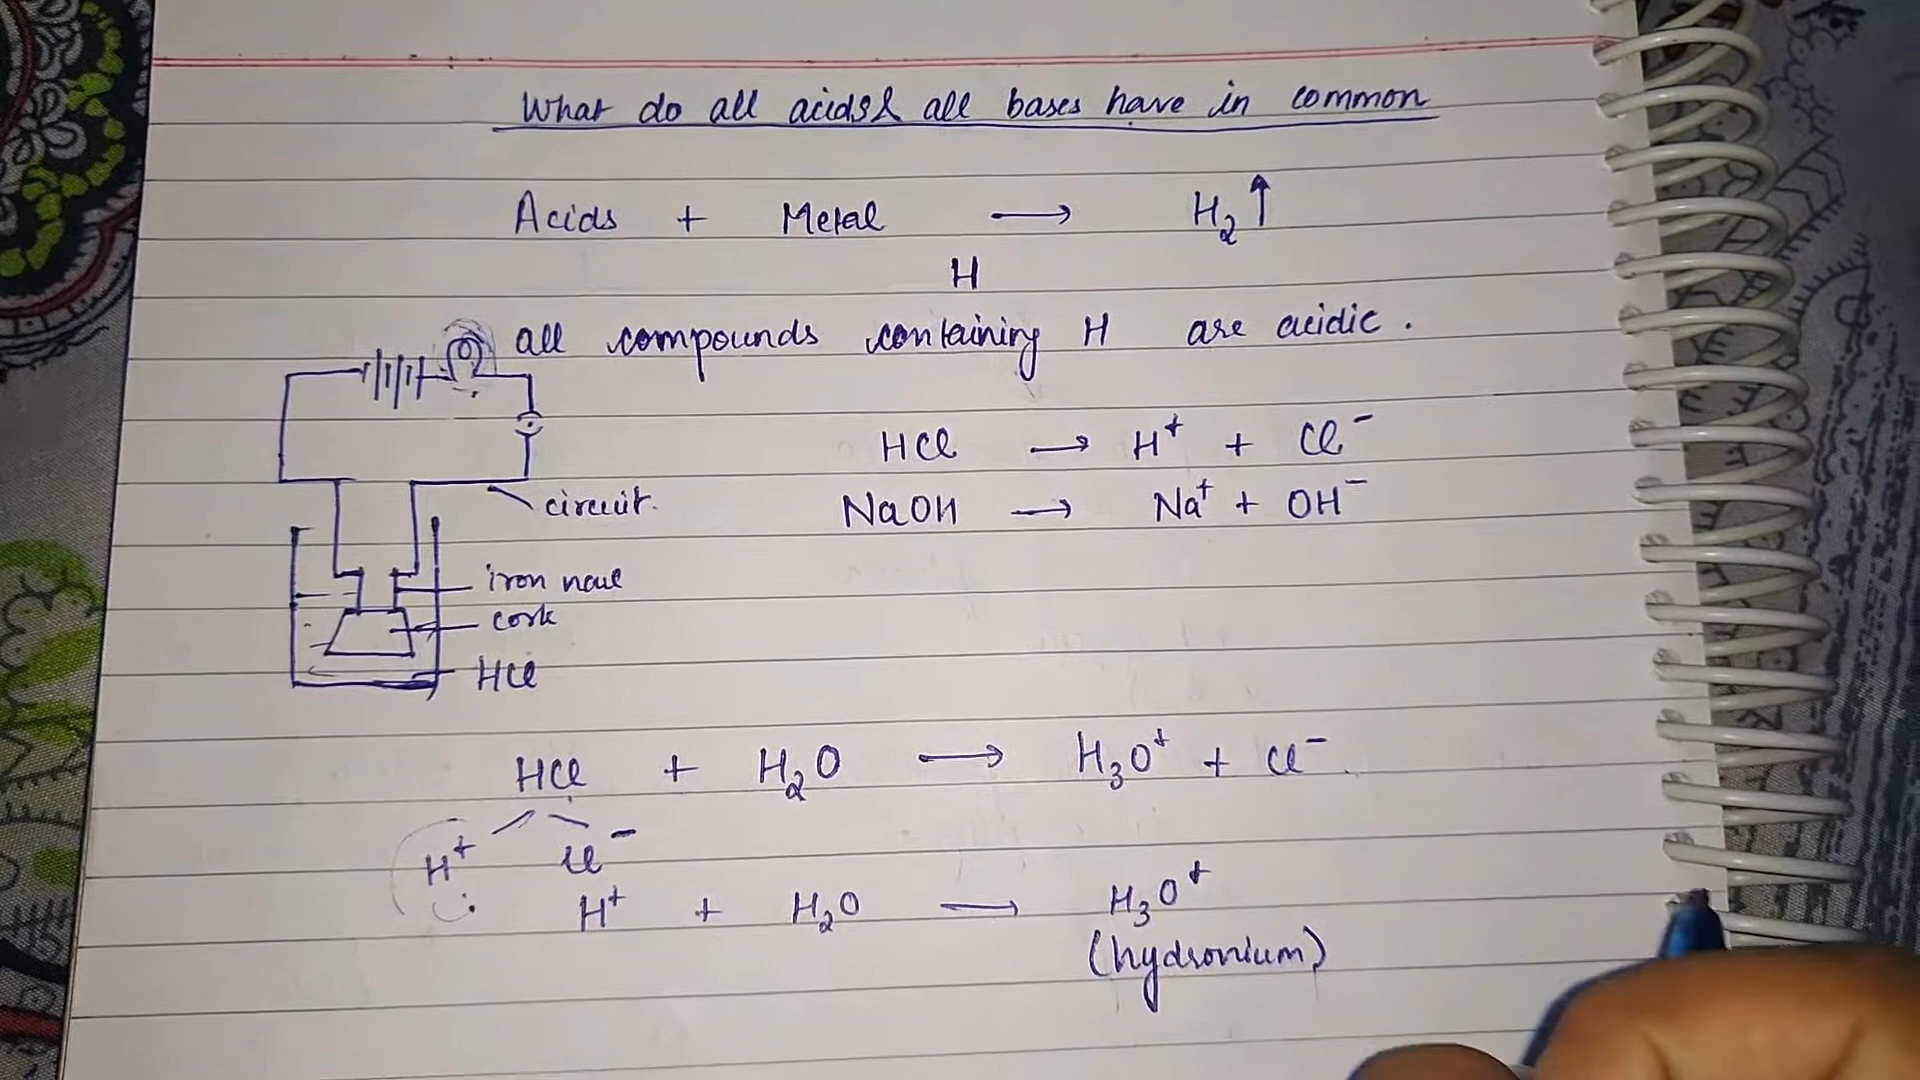 What do all acids & all bases have in common
Acids + Metal → H₂↑
H
all compounds containing H are acidic.
HCl → H⁺ + Cl⁻
NaOH → Na⁺ + OH⁻
circuit.
iron nail
cork
HCl
HCl + H₂O → H₃O⁺ + Cl⁻
H⁺ Cl⁻
H⁺ + H₂O → H₃O⁺
(hydronium)